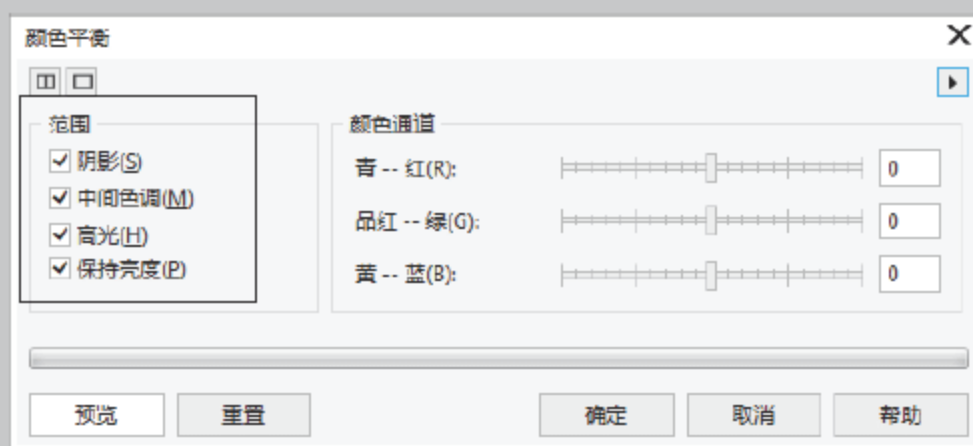 颜色平衡
范围
阴影(S)
中间色调(M)
高光(H)
保持亮度(P)
颜色通道
青 -- 红(R):
0
品红 -- 绿(G):
0
黄 -- 蓝(B):
0
预览
重置
确定
取消
帮助